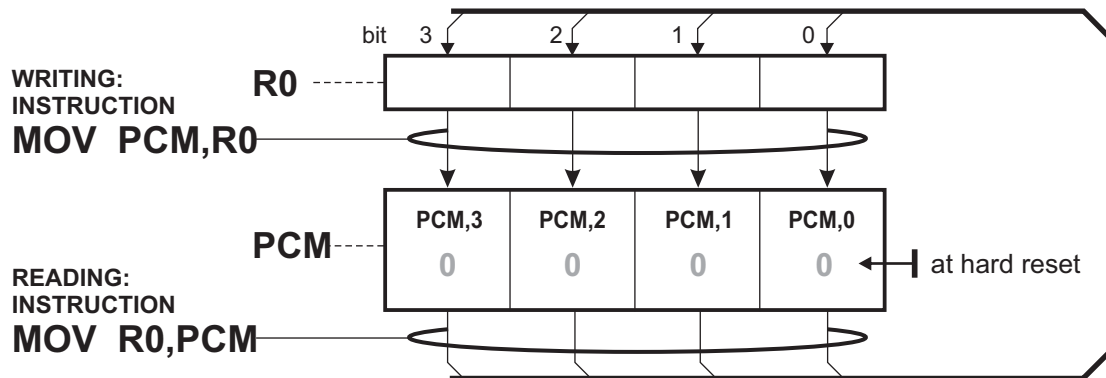 bit 3 2 1 0
WRITING:
INSTRUCTION
MOV PCM,R0
R0
PCM,3 PCM,2 PCM,1 PCM,0
PCM
0 0 0 0
at hard reset
READING:
INSTRUCTION
MOV R0,PCM